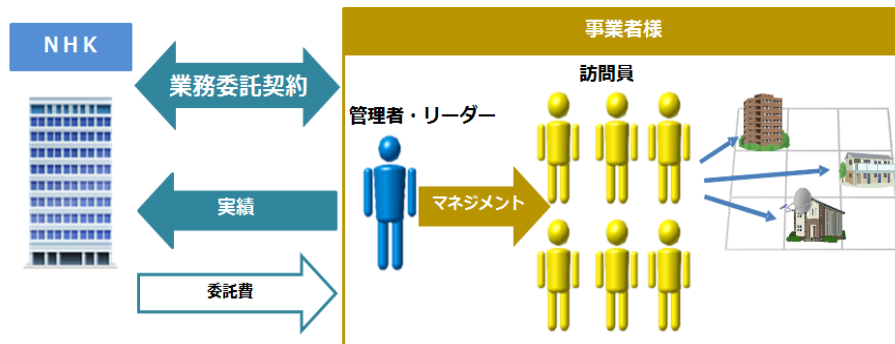 NHK
事業者様
業務委託契約
訪問員
管理者・リーダー
実績
マネジメント
委託費